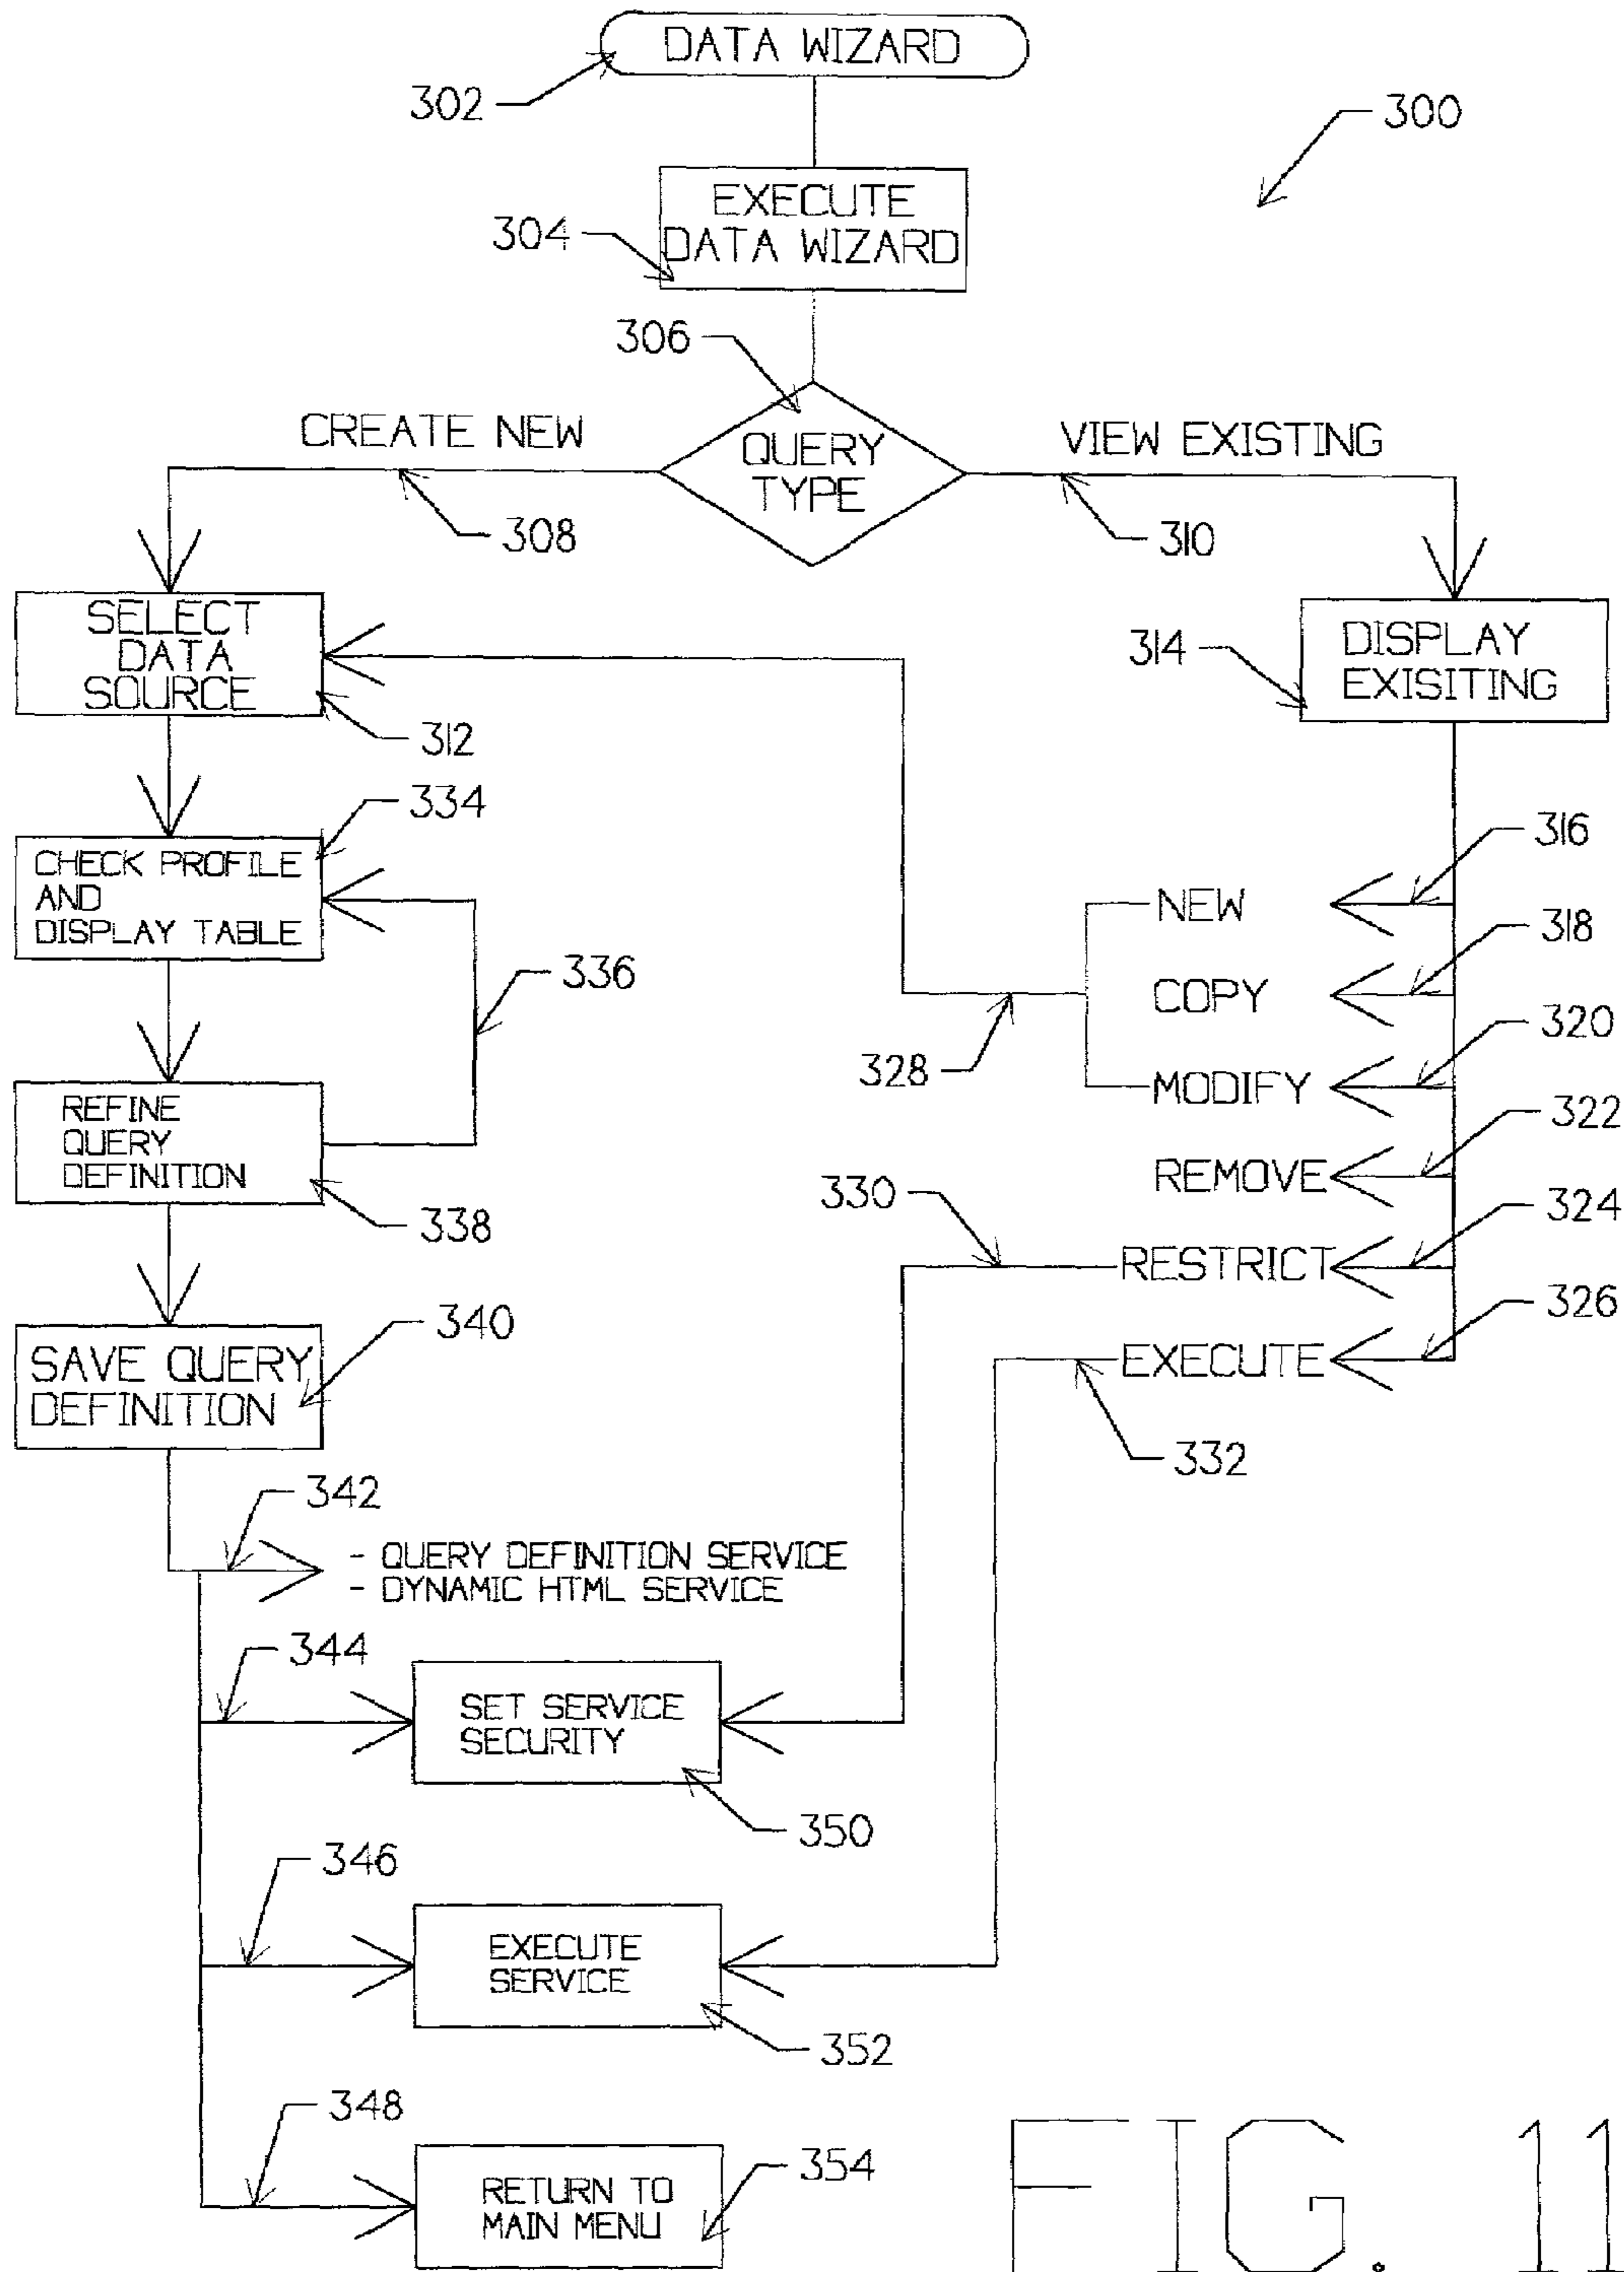 DATA WIZARD
302
300
EXECUTE
DATA WIZARD
304
306
CREATE NEW
QUERY
TYPE
VIEW EXISTING
308
310
SELECT
DATA
SOURCE
312
314
DISPLAY
EXISITING
334
CHECK PROFILE
AND
DISPLAY TABLE
336
316
NEW
318
COPY
320
328
MODIFY
322
REMOVE
REFINE
QUERY
DEFINITION
338
330
324
RESTRICT
326
EXECUTE
332
340
SAVE QUERY
DEFINITION
342
- QUERY DEFINITION SERVICE
- DYNAMIC HTML SERVICE
344
SET SERVICE
SECURITY
350
346
EXECUTE
SERVICE
352
348
RETURN TO
MAIN MENU
354
FIG. 11